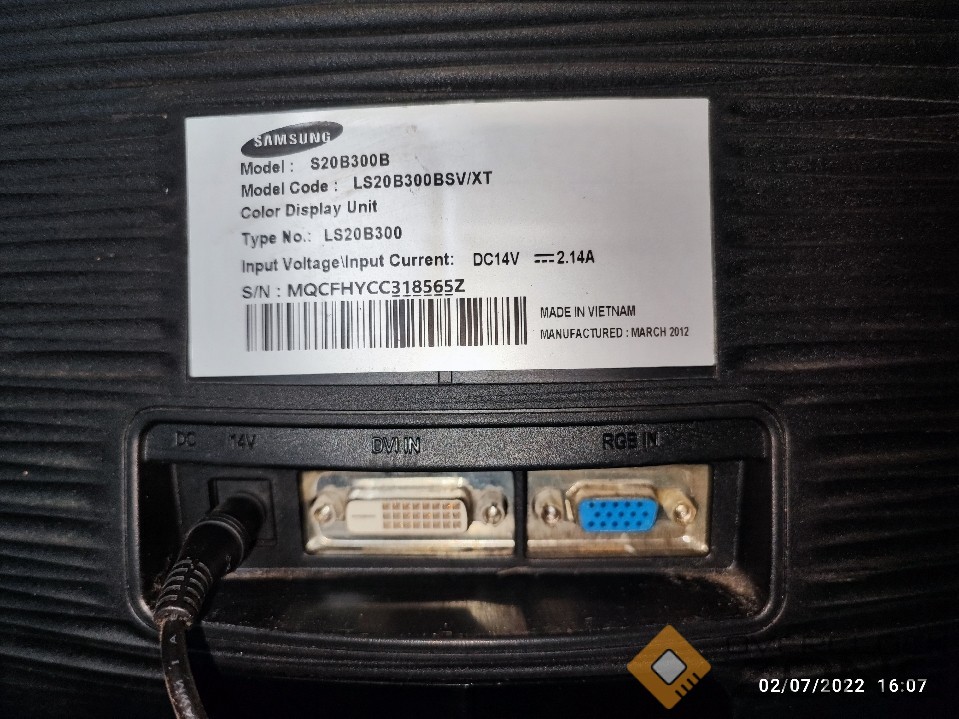 SAMSUNG
Model : S20B300B
Model Code : LS20B300BSV/XT
Color Display Unit
Type No.: LS20B300
Input Voltage\Input Current: DC14V ⎓ 2.14A
S/N : MQCFHYCC318565Z
MADE IN VIETNAM
MANUFACTURED : MARCH 2012
DC 14V
DVI IN
RGB IN
02/07/2022 16:07